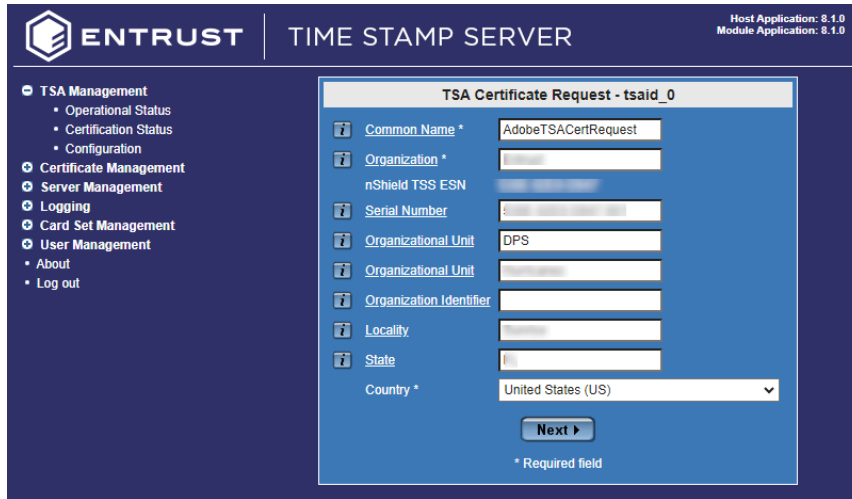 ENTRUST
TIME STAMP SERVER
Host Application: 8.1.0
Module Application: 8.1.0
TSA Management
• Operational Status
• Certification Status
• Configuration
Certificate Management
Server Management
Logging
Card Set Management
User Management
• About
• Log out
TSA Certificate Request - tsaid_0
Common Name * AdobeTSACertRequest
Organization *
nShield TSS ESN
Serial Number
Organizational Unit DPS
Organizational Unit
Organization Identifier
Locality
State
Country * United States (US)
Next
* Required field